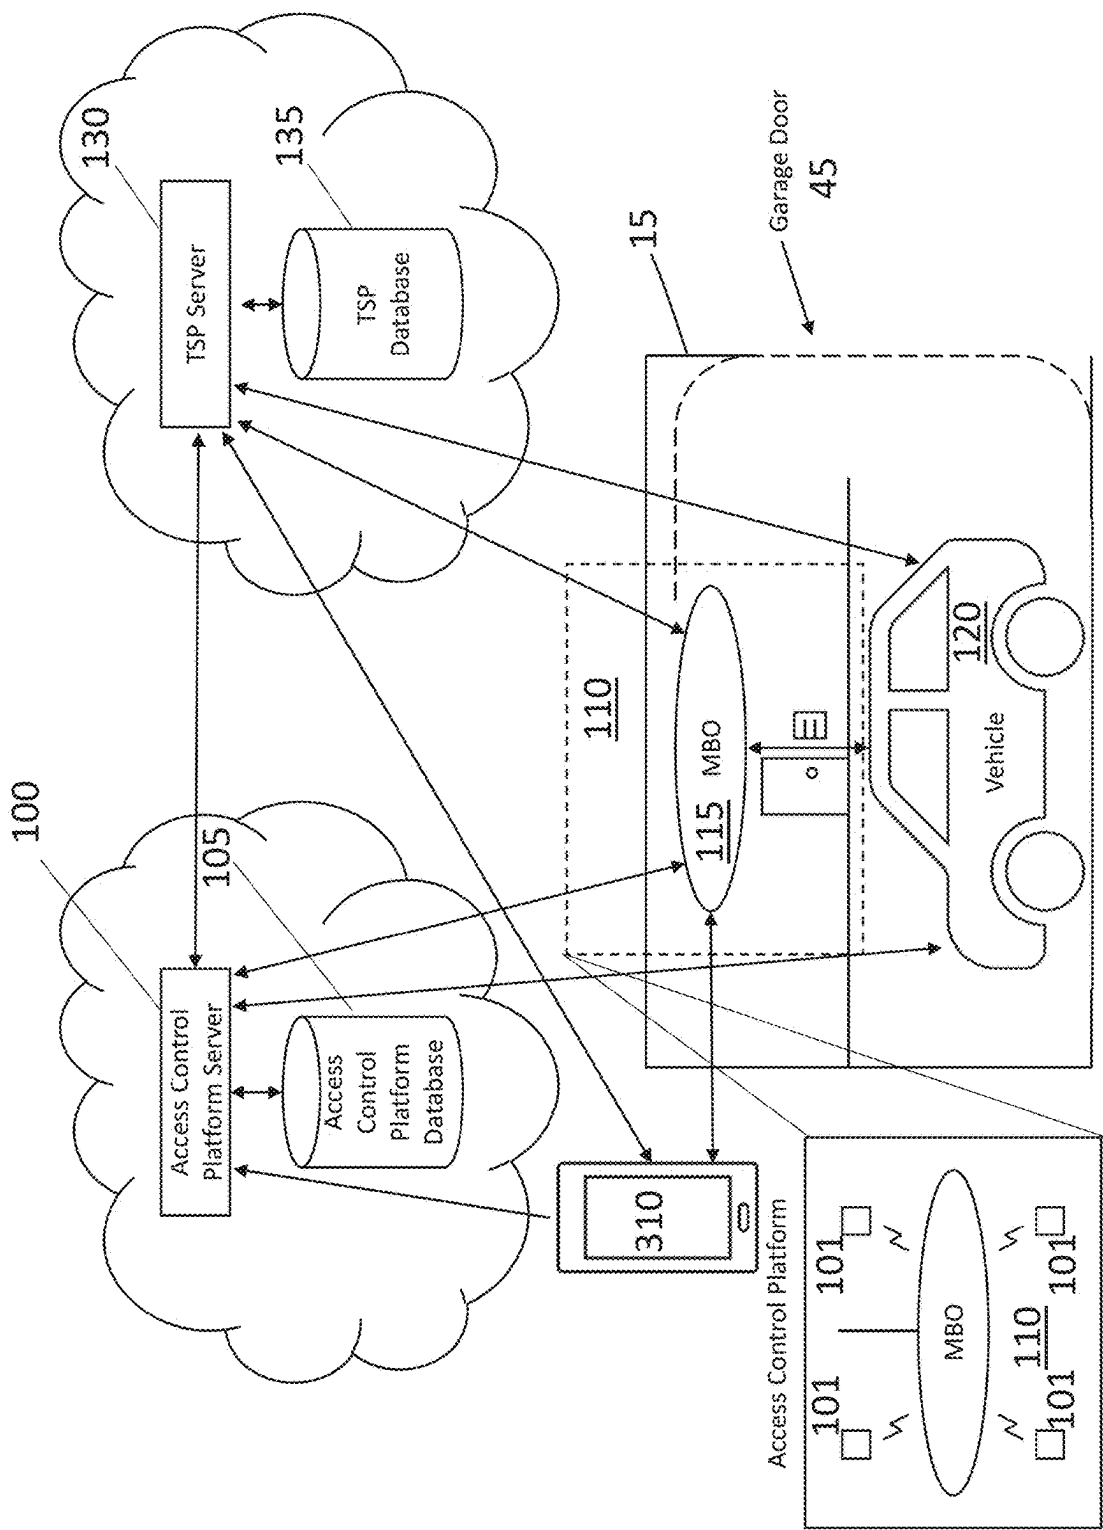 100
Access Control
Platform Server
105
Access
Control
Platform
Database
130
TSP Server
135
TSP
Database
310
110
15
MBO
115
Garage Door
45
Vehicle
120
Access Control Platform
101
101
MBO
110
101
101